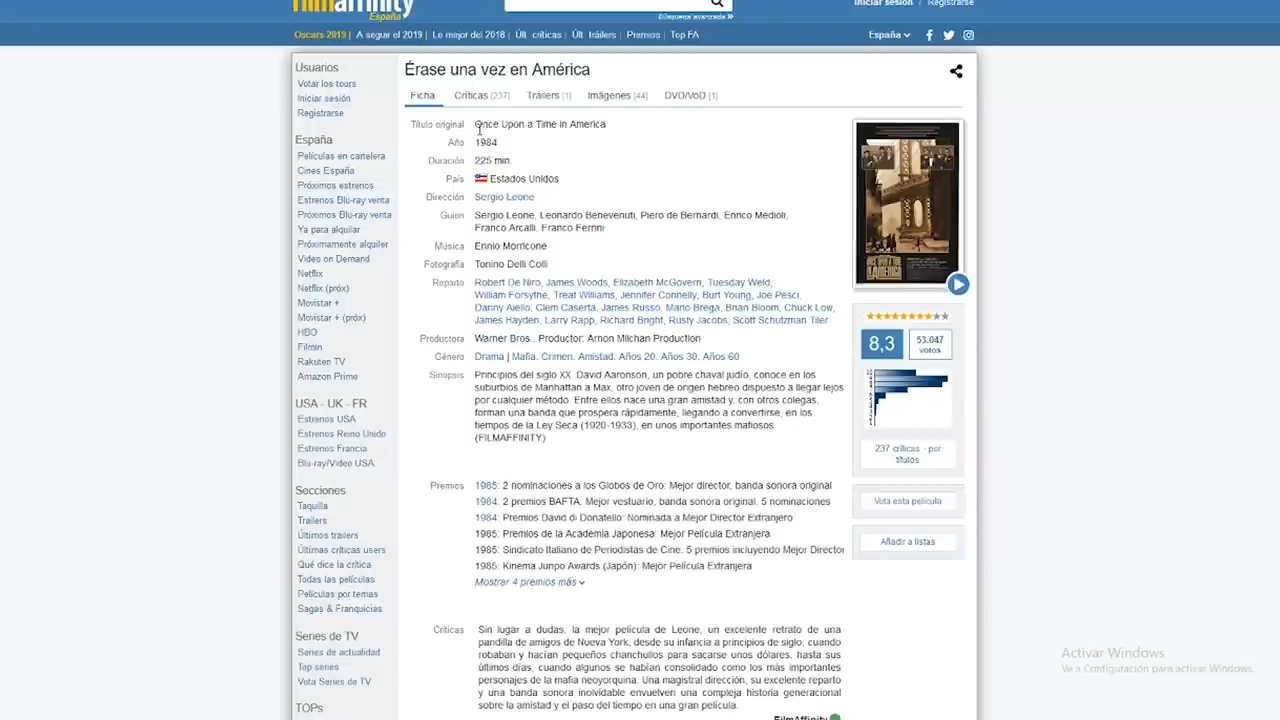 filmaffinity
España
Búsqueda avanzada »
Iniciar sesión / Registrarse
Oscars 2019 | A seguir el 2019 | Lo mejor del 2018 | Últ. críticas | Últ. tráilers | Premios | Top FA
España
Usuarios
Votar los tours
Iniciar sesión
Registrarse
España
Películas en cartelera
Cines España
Próximos estrenos
Estrenos Blu-ray venta
Próximos Blu-ray venta
Ya para alquilar
Próximamente alquiler
Video on Demand
Netflix
Netflix (próx)
Movistar +
Movistar + (próx)
HBO
Filmin
Rakuten TV
Amazon Prime
USA - UK - FR
Estrenos USA
Estrenos Reino Unido
Estrenos Francia
Blu-ray/Video USA
Secciones
Taquilla
Trailers
Últimos tráilers
Últimas críticas users
Qué dice la crítica
Todas las películas
Películas por temas
Sagas & Franquicias
Series de TV
Series de actualidad
Top series
Vota Series de TV
TOPs
Érase una vez en América
Ficha Críticas [237] Tráilers [1] Imágenes [44] DVD/VoD [1]
Título original Once Upon a Time in America
Año 1984
Duración 225 min
País Estados Unidos
Dirección Sergio Leone
Guion Sergio Leone, Leonardo Benevenuti, Piero de Bernardi, Enrico Medioli,
Franco Arcalli, Franco Ferrini
Música Ennio Morricone
Fotografía Tonino Delli Colli
Reparto Robert De Niro, James Woods, Elizabeth McGovern, Tuesday Weld,
William Forsythe, Treat Williams, Jennifer Connelly, Burt Young, Joe Pesci,
Danny Aiello, Clem Caserta, James Russo, Mario Brega, Brian Bloom, Chuck Low,
James Hayden, Larry Rapp, Richard Bright, Rusty Jacobs, Scott Schutzman Tiler
Productora Warner Bros.. Productor: Arnon Milchan Production
Género Drama | Mafia. Crimen. Amistad. Años 20. Años 30. Años 60
Sinopsis Principios del siglo XX. David Aaronson, un pobre chaval judío, conoce en los
suburbios de Manhattan a Max, otro joven de origen hebreo dispuesto a llegar lejos
por cualquier método. Entre ellos nace una gran amistad y, con otros colegas,
forman una banda que prospera rápidamente, llegando a convertirse, en los
tiempos de la Ley Seca (1920-1933), en unos importantes mafiosos
(FILMAFFINITY)
Premios 1985: 2 nominaciones a los Globos de Oro: Mejor director, banda sonora original
1984: 2 premios BAFTA. Mejor vestuario, banda sonora original. 5 nominaciones
1984: Premios David di Donatello: Nominada a Mejor Director Extranjero
1985: Premios de la Academia Japonesa: Mejor Película Extranjera
1985: Sindicato Italiano de Periodistas de Cine: 5 premios incluyendo Mejor Director
1985: Kinema Junpo Awards (Japón): Mejor Película Extranjera
Mostrar 4 premios más
Críticas Sin lugar a dudas, la mejor película de Leone, un excelente retrato de una
pandilla de amigos de Nueva York, desde su infancia a principios de siglo, cuando
robaban y hacían pequeños chanchullos para sacarse unos dólares, hasta sus
últimos días, cuando algunos se habían consolidado como los más importantes
personajes de la mafia neoyorquina. Una magistral dirección, su excelente reparto
y una banda sonora inolvidable envuelven una compleja historia generacional
sobre la amistad y el paso del tiempo en una gran película.
FilmAffinity
ONCE UPON A TIME
IN AMERICA
8,3
53.047
votos
237 críticas - por
títulos
Vota esta película
Añadir a listas
Activar Windows
Ve a Configuración para activar Windows.